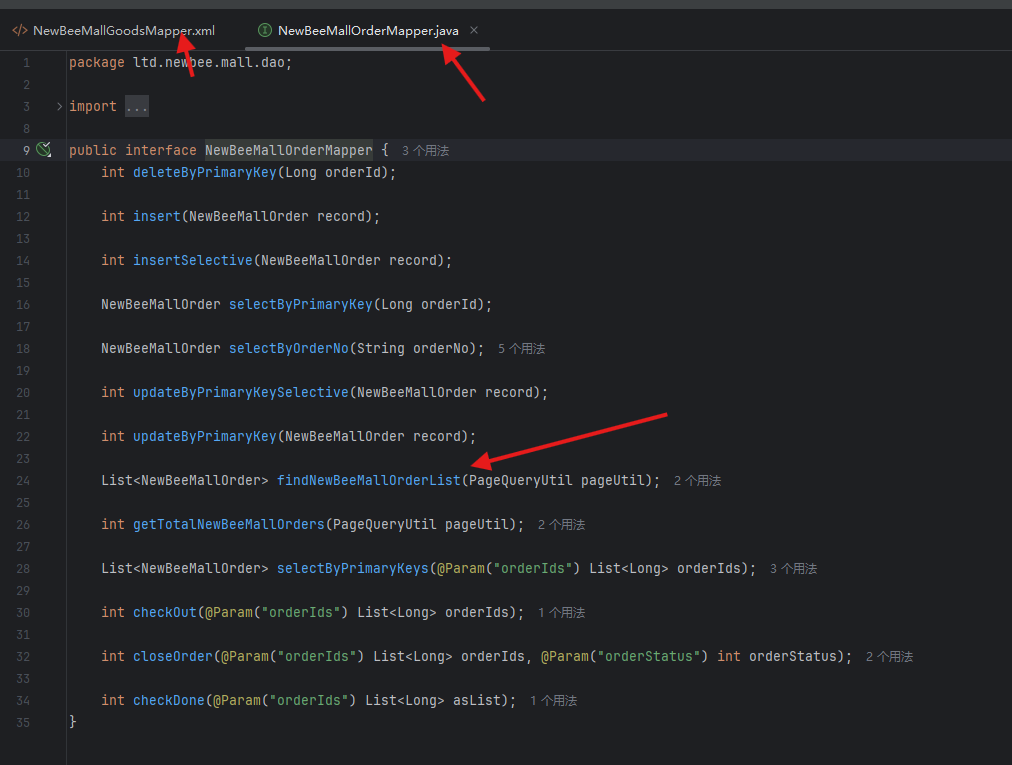 NewBeeMallGoodsMapper.xml
NewBeeMallOrderMapper.java
1 package ltd.newbee.mall.dao;
2
3 import ...
8
9 public interface NewBeeMallOrderMapper { 3 个用法
10 int deleteByPrimaryKey(Long orderId);
11
12 int insert(NewBeeMallOrder record);
13
14 int insertSelective(NewBeeMallOrder record);
15
16 NewBeeMallOrder selectByPrimaryKey(Long orderId);
17
18 NewBeeMallOrder selectByOrderNo(String orderNo); 5 个用法
19
20 int updateByPrimaryKeySelective(NewBeeMallOrder record);
21
22 int updateByPrimaryKey(NewBeeMallOrder record);
23
24 List<NewBeeMallOrder> findNewBeeMallOrderList(PageQueryUtil pageUtil); 2 个用法
25
26 int getTotalNewBeeMallOrders(PageQueryUtil pageUtil); 2 个用法
27
28 List<NewBeeMallOrder> selectByPrimaryKeys(@Param("orderIds") List<Long> orderIds); 3 个用法
29
30 int checkOut(@Param("orderIds") List<Long> orderIds); 1 个用法
31
32 int closeOrder(@Param("orderIds") List<Long> orderIds, @Param("orderStatus") int orderStatus); 2 个用法
33
34 int checkDone(@Param("orderIds") List<Long> asList); 1 个用法
35 }